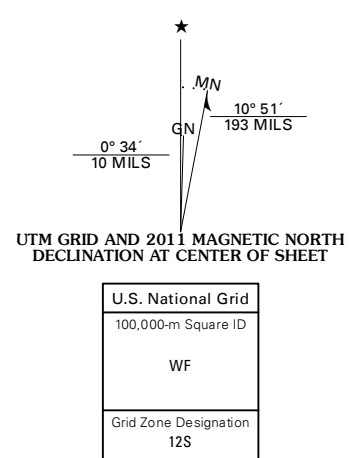 ★
MN
GN
10° 51´
193 MILS
0° 34´
10 MILS
UTM GRID AND 2011 MAGNETIC NORTH
DECLINATION AT CENTER OF SHEET
U.S. National Grid
100,000-m Square ID
WF
Grid Zone Designation
12S